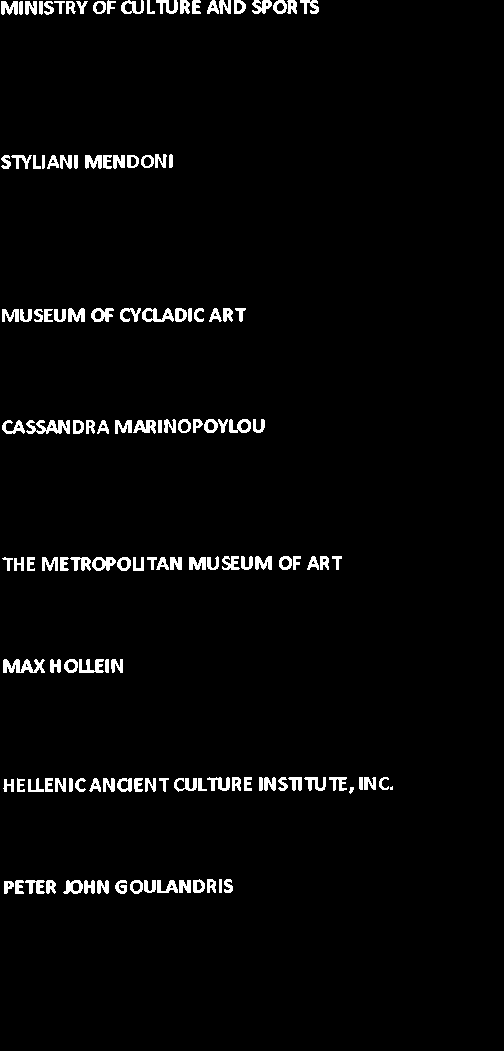 MINISTRY OF CULTURE AND SPORTS
STYLIANI MENDONI
MUSEUM OF CYCLADIC ART
CASSANDRA MARINOPOYLOU
THE METROPOLITAN MUSEUM OF ART
MAX HOLLEIN
HELLENIC ANCIENT CULTURE INSTITUTE, INC.
PETER JOHN GOULANDRIS